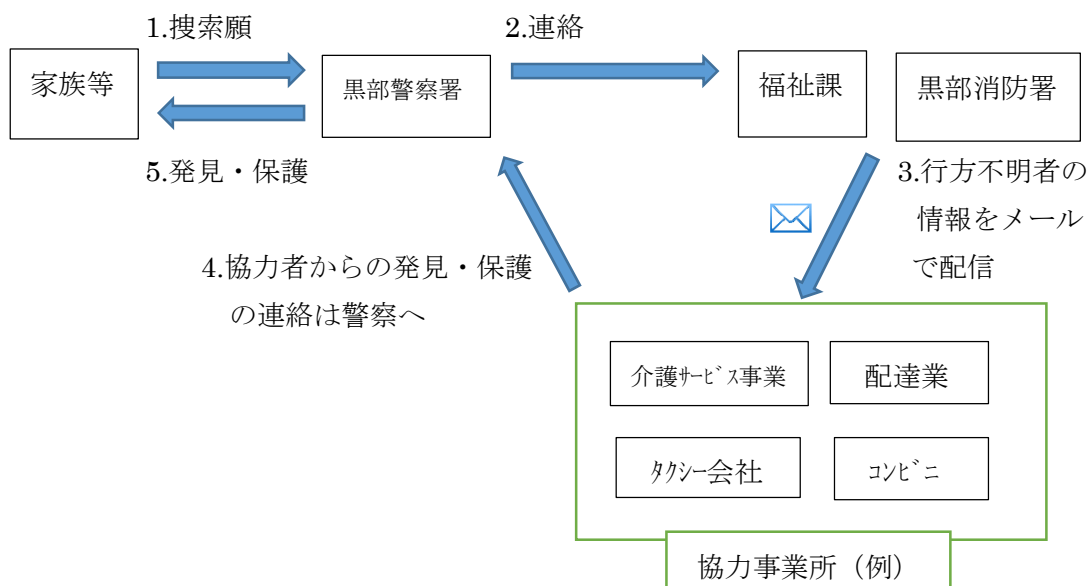 1.捜索願
2.連絡
家族等
黒部警察署
福祉課
黒部消防署
5.発見・保護
3.行方不明者の
情報をメール
で配信
4.協力者からの発見・保護
の連絡は警察へ
介護ｻｰﾋﾞｽ事業
配達業
ﾀｸｼｰ会社
ｺﾝﾋﾞﾆ
協力事業所（例）